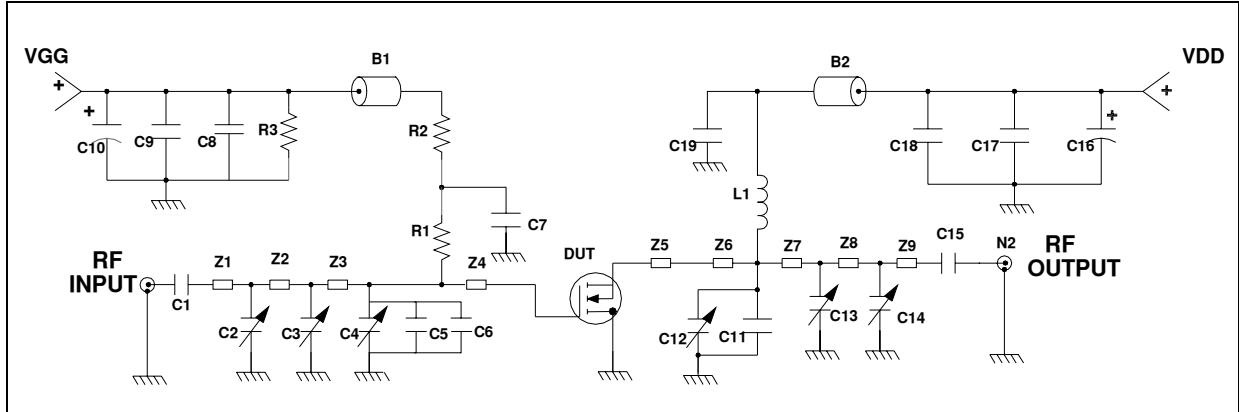 VGG
B1
B2
VDD
+
+
+
+
C10
C9
C8
R3
R2
C19
C18
C17
C16
L1
R1
C7
RF
INPUT
C1
Z1
Z2
Z3
Z4
DUT
Z5
Z6
Z7
Z8
Z9
C15
N2
RF
OUTPUT
C2
C3
C4
C5
C6
C12
C11
C13
C14